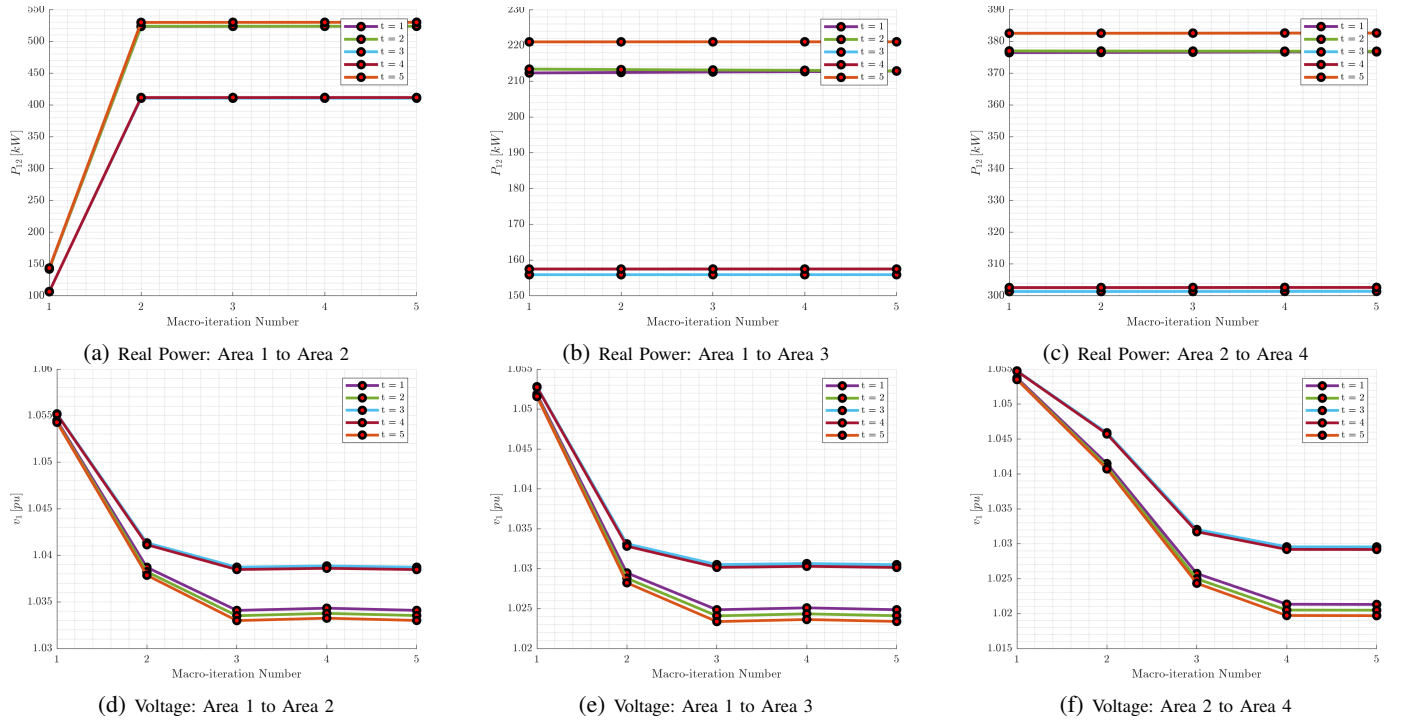 550
500
450
400
350
300
250
200
150
100
P12 [kW]
t = 1
t = 2
t = 3
t = 4
t = 5
1 2 3 4 5
Macro-iteration Number
(a) Real Power: Area 1 to Area 2
230
220
210
200
190
180
170
160
150
P12 [kW]
t = 1
t = 2
t = 3
t = 4
t = 5
1 2 3 4 5
Macro-iteration Number
(b) Real Power: Area 1 to Area 3
390
380
370
360
350
340
330
320
310
300
P12 [kW]
t = 1
t = 2
t = 3
t = 4
t = 5
1 2 3 4 5
Macro-iteration Number
(c) Real Power: Area 2 to Area 4
1.06
1.055
1.05
1.045
1.04
1.035
1.03
v1 [pu]
t = 1
t = 2
t = 3
t = 4
t = 5
1 2 3 4 5
Macro-iteration Number
(d) Voltage: Area 1 to Area 2
1.055
1.05
1.045
1.04
1.035
1.03
1.025
1.02
v1 [pu]
t = 1
t = 2
t = 3
t = 4
t = 5
1 2 3 4 5
Macro-iteration Number
(e) Voltage: Area 1 to Area 3
1.055
1.05
1.045
1.04
1.035
1.03
1.025
1.02
1.015
v1 [pu]
t = 1
t = 2
t = 3
t = 4
t = 5
1 2 3 4 5
Macro-iteration Number
(f) Voltage: Area 2 to Area 4